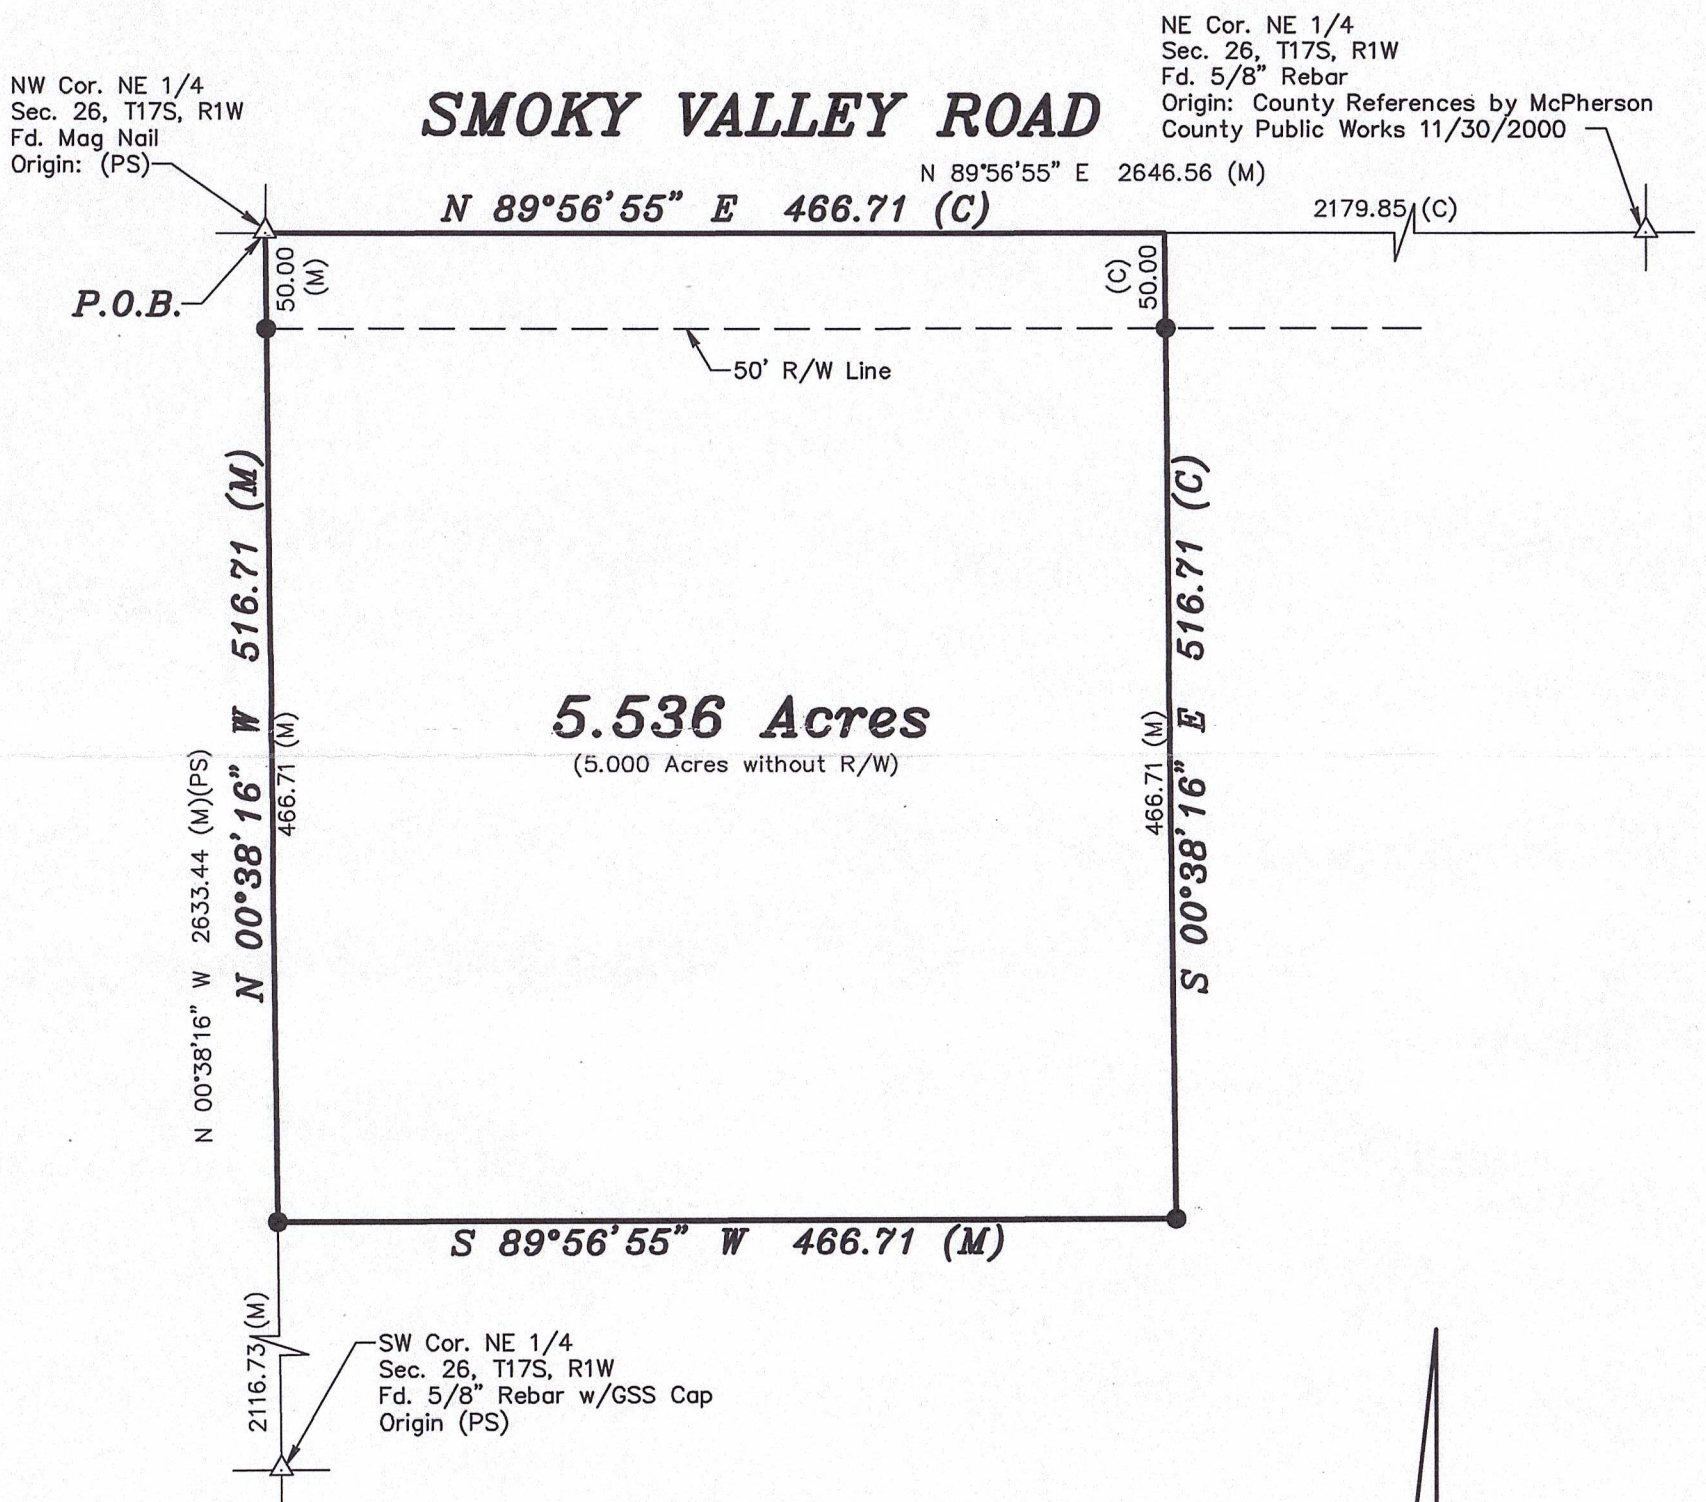 NW Cor. NE 1/4
Sec. 26, T17S, R1W
Fd. Mag Nail
Origin: (PS)
SMOKY VALLEY ROAD
NE Cor. NE 1/4
Sec. 26, T17S, R1W
Fd. 5/8" Rebar
Origin: County References by McPherson
County Public Works 11/30/2000
N 89°56'55" E 2646.56 (M)
N 89°56'55" E 466.71 (C)
2179.85 (C)
P.O.B.
50.00
(M)
(C)
50.00
50' R/W Line
N 00°38'16" W 516.71 (M)
S 00°38'16" E 516.71 (C)
5.536 Acres
(5.000 Acres without R/W)
466.71 (M)
466.71 (M)
N 00°38'16" W 2633.44 (M)(PS)
S 89°56'55" W 466.71 (M)
2116.73 (M)
SW Cor. NE 1/4
Sec. 26, T17S, R1W
Fd. 5/8" Rebar w/GSS Cap
Origin (PS)